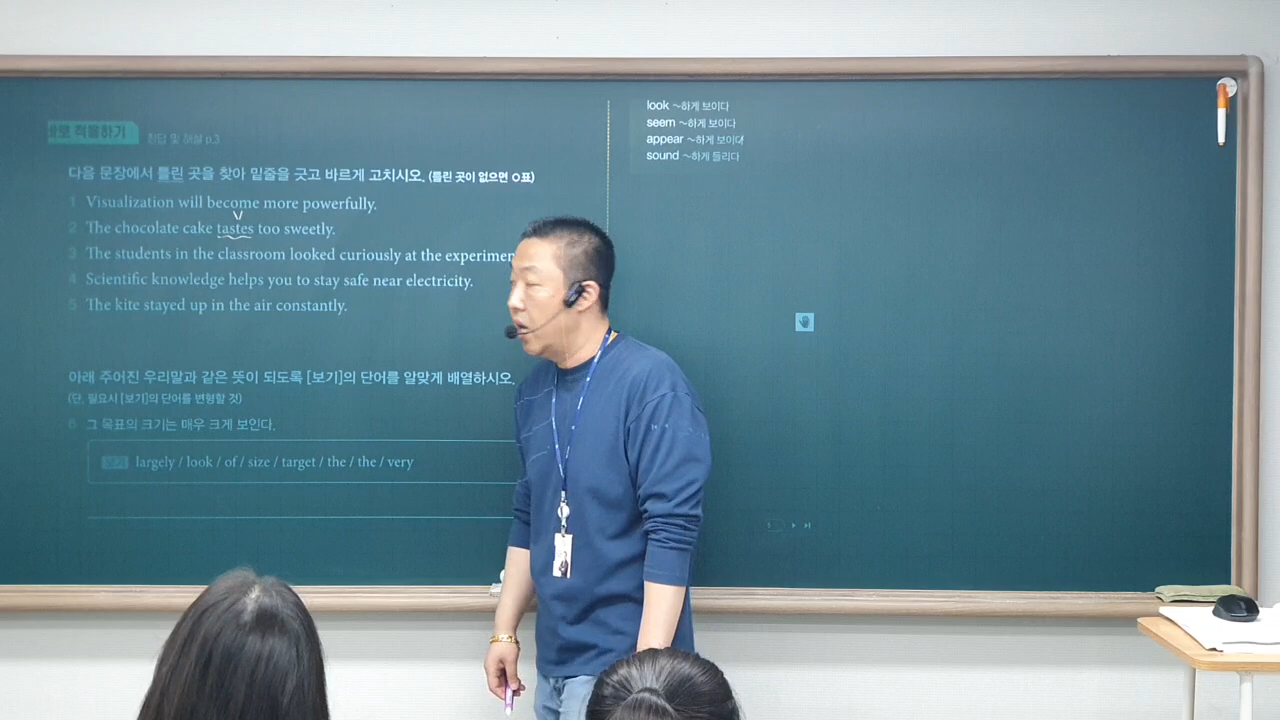 바로 적용하기 정답 및 해설 p.3
다음 문장에서 틀린 곳을 찾아 밑줄을 긋고 바르게 고치시오. (틀린 곳이 없으면 O표)
1 Visualization will become more powerfully.
V
2 The chocolate cake tastes too sweetly.
3 The students in the classroom looked curiously at the
4 Scientific knowledge helps you to stay safe near electricity.
5 The kite stayed up in the air constantly.
아래 주어진 우리말과 같은 뜻이 되도록 [보기]의 단어를 알맞게 배열하시오.
(단, 필요시 [보기]의 단어를 변형할 것)
6 그 목표의 크기는 매우 크게 보인다.
보기 largely / look / of / size / target / the / the / very
look ~하게 보이다
seem ~하게 보이다
appear ~하게 보이다
sound ~하게 들리다